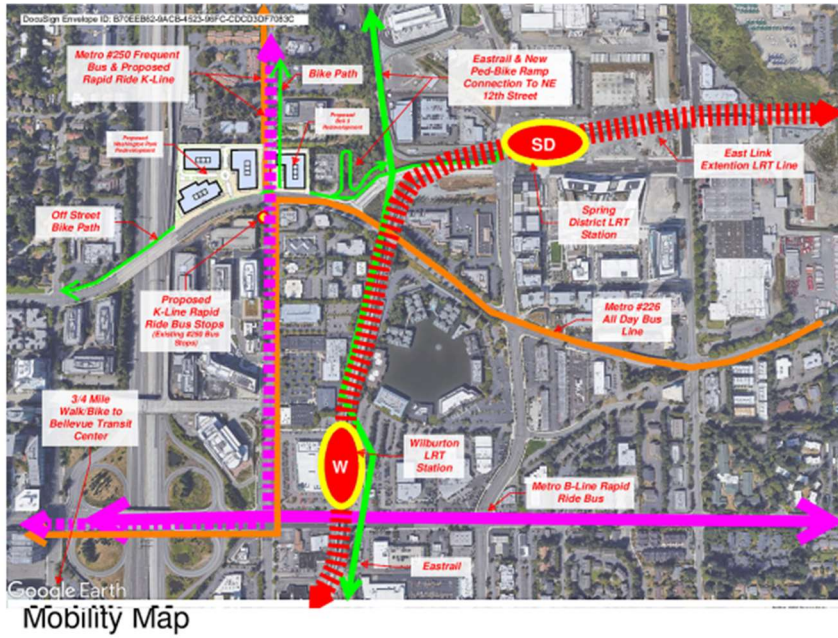 DocuSign Envelope ID: B70EEB62-9ACB-4523-96FC-CDCD3DF7083C
Metro #250 Frequent
Bus & Proposed
Rapid Ride K-Line
Bike Path
Eastrail & New
Ped-Bike Ramp
Connection To NE
12th Street
Proposed
Washington Park
Redevelopment
Proposed
Redevelopment
SD
East Link
Extention LRT Line
Off Street
Bike Path
Spring
District LRT
Station
Proposed
K-Line Rapid
Ride Bus Stops
(Existing #250 Bus
Stops)
Metro #226
All Day Bus
Line
3/4 Mile
Walk/Bike to
Bellevue Transit
Center
W
Wilburton
LRT
Station
Metro B-Line Rapid
Ride Bus
Eastrail
Google Earth
Mobility Map